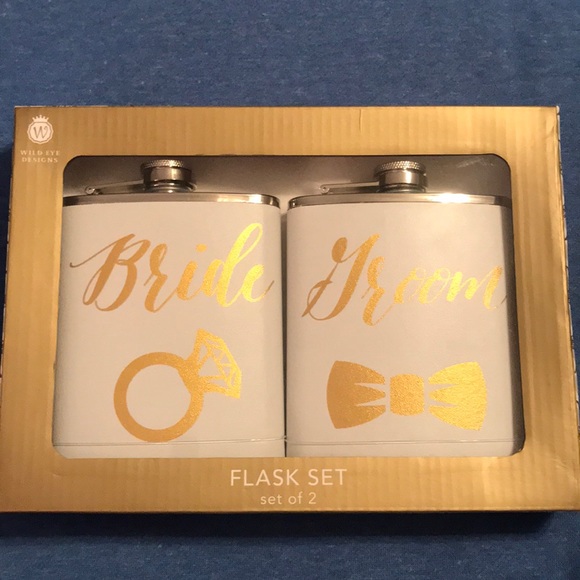 W
WILD EYE
DESIGNS
Bride
Groom
FLASK SET
set of 2